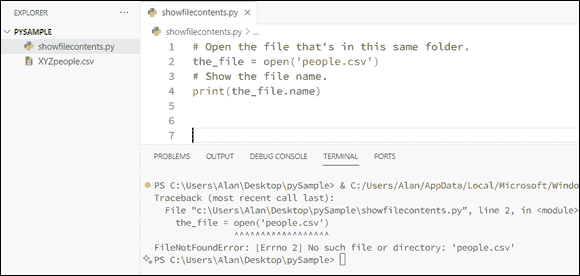 EXPLORER
PYSAMPLE
showfilecontents.py
XYZpeople.csv
showfilecontents.py
showfilecontents.py > ...
1 # Open the file that's in this same folder.
2 the_file = open('people.csv')
3 # Show the file name.
4 print(the_file.name)
5
6
7
PROBLEMS OUTPUT DEBUG CONSOLE TERMINAL PORTS
PS C:\Users\Alan\Desktop\pySample> & C:/Users/Alan/AppData/Local/Microsoft/Windo
Traceback (most recent call last):
File "c:\Users\Alan\Desktop\pySample\showfilecontents.py", line 2, in <module>
the_file = open('people.csv')
^^^^^^^^^^^^^^^^^^
FileNotFoundError: [Errno 2] No such file or directory: 'people.csv'
PS C:\Users\Alan\Desktop\pySample>